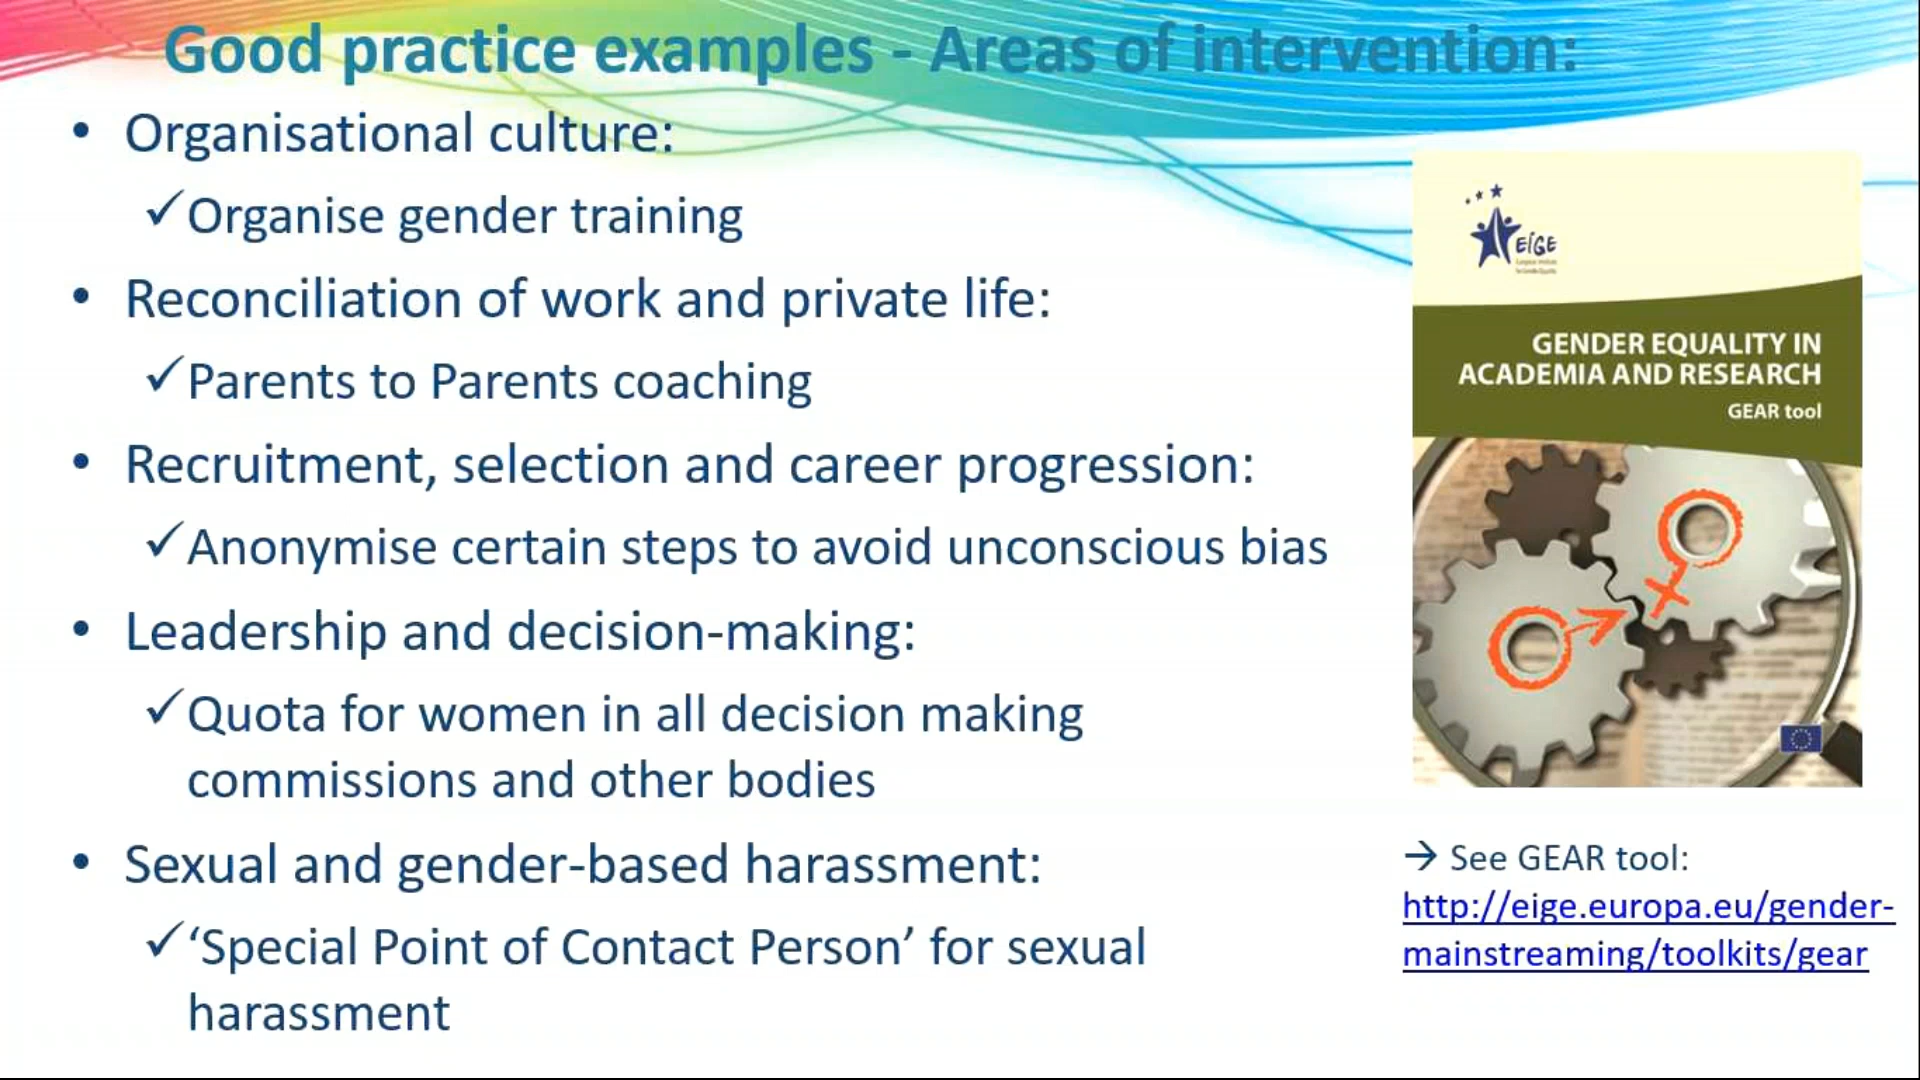 Good practice examples - Areas of intervention:
• Organisational culture:
✓Organise gender training
• Reconciliation of work and private life:
✓Parents to Parents coaching
• Recruitment, selection and career progression:
✓Anonymise certain steps to avoid unconscious bias
• Leadership and decision-making:
✓Quota for women in all decision making
commissions and other bodies
• Sexual and gender-based harassment:
✓‘Special Point of Contact Person’ for sexual
harassment
EIGE
GENDER EQUALITY IN
ACADEMIA AND RESEARCH
GEAR tool
→ See GEAR tool:
http://eige.europa.eu/gender-
mainstreaming/toolkits/gear